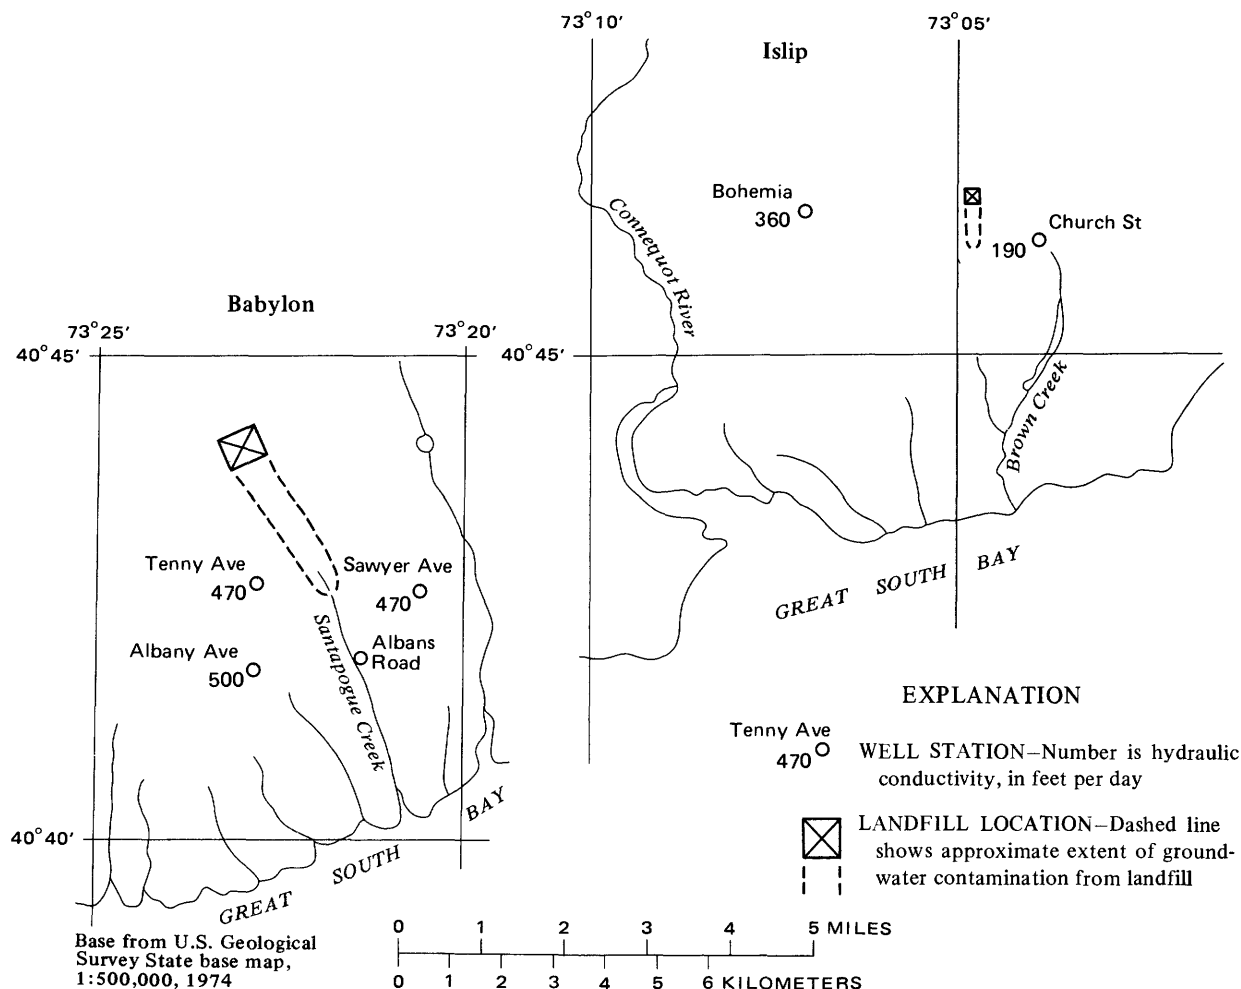 73°10'
73°05'
Islip
Bohemia
360
Church St
190
Connequot River
Babylon
73°25'
73°20'
40°45'
40°45'
Brown Creek
Tenny Ave
470
Sawyer Ave
470
GREAT SOUTH BAY
Albany Ave
500
Albans
Road
Santapogue Creek
40°40'
GREAT SOUTH BAY
EXPLANATION
Tenny Ave
470
WELL STATION—Number is hydraulic
conductivity, in feet per day
LANDFILL LOCATION—Dashed line
shows approximate extent of ground-
water contamination from landfill
Base from U.S. Geological
Survey State base map,
1:500,000, 1974
0 1 2 3 4 5 MILES
0 1 2 3 4 5 6 KILOMETERS